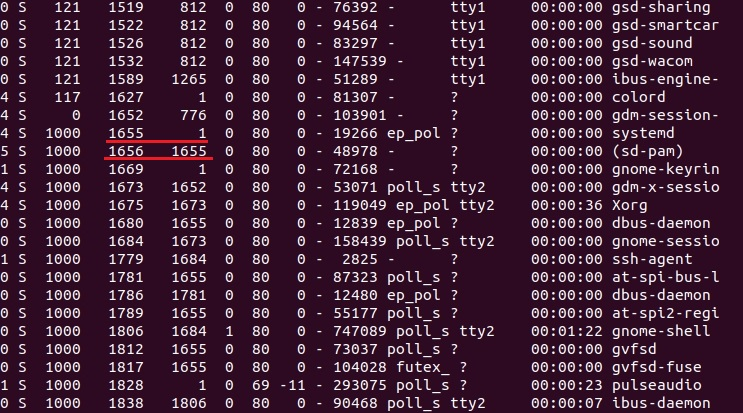 0 S 121 1519 812 0 80 0 - 76392 - tty1 00:00:00 gsd-sharing
0 S 121 1522 812 0 80 0 - 94564 - tty1 00:00:00 gsd-smartcar
0 S 121 1526 812 0 80 0 - 83297 - tty1 00:00:00 gsd-sound
0 S 121 1532 812 0 80 0 - 147539 - tty1 00:00:00 gsd-wacom
0 S 121 1589 1265 0 80 0 - 51289 - tty1 00:00:00 ibus-engine-
4 S 117 1627 1 0 80 0 - 81307 - ? 00:00:00 colord
4 S 0 1652 776 0 80 0 - 103901 - ? 00:00:00 gdm-session-
4 S 1000 1655 1 0 80 0 - 19266 ep_pol ? 00:00:00 systemd
5 S 1000 1656 1655 0 80 0 - 48978 - ? 00:00:00 (sd-pam)
1 S 1000 1669 1 0 80 0 - 72168 - ? 00:00:00 gnome-keyrin
4 S 1000 1673 1652 0 80 0 - 53071 poll_s tty2 00:00:00 gdm-x-sessio
4 S 1000 1675 1673 0 80 0 - 119049 ep_pol tty2 00:00:36 Xorg
0 S 1000 1680 1655 0 80 0 - 12839 ep_pol ? 00:00:00 dbus-daemon
0 S 1000 1684 1673 0 80 0 - 158439 poll_s tty2 00:00:00 gnome-sessio
1 S 1000 1779 1684 0 80 0 - 2825 - ? 00:00:00 ssh-agent
0 S 1000 1781 1655 0 80 0 - 87323 poll_s ? 00:00:00 at-spi-bus-l
0 S 1000 1786 1781 0 80 0 - 12480 ep_pol ? 00:00:00 dbus-daemon
0 S 1000 1789 1655 0 80 0 - 55177 poll_s ? 00:00:00 at-spi2-regi
0 S 1000 1806 1684 1 80 0 - 747089 poll_s tty2 00:01:22 gnome-shell
0 S 1000 1812 1655 0 80 0 - 73037 poll_s ? 00:00:00 gvfsd
0 S 1000 1817 1655 0 80 0 - 104028 futex_ ? 00:00:00 gvfsd-fuse
1 S 1000 1828 1 0 69 -11 - 293075 poll_s ? 00:00:23 pulseaudio
0 S 1000 1838 1806 0 80 0 - 90468 poll_s tty2 00:00:07 ibus-daemon